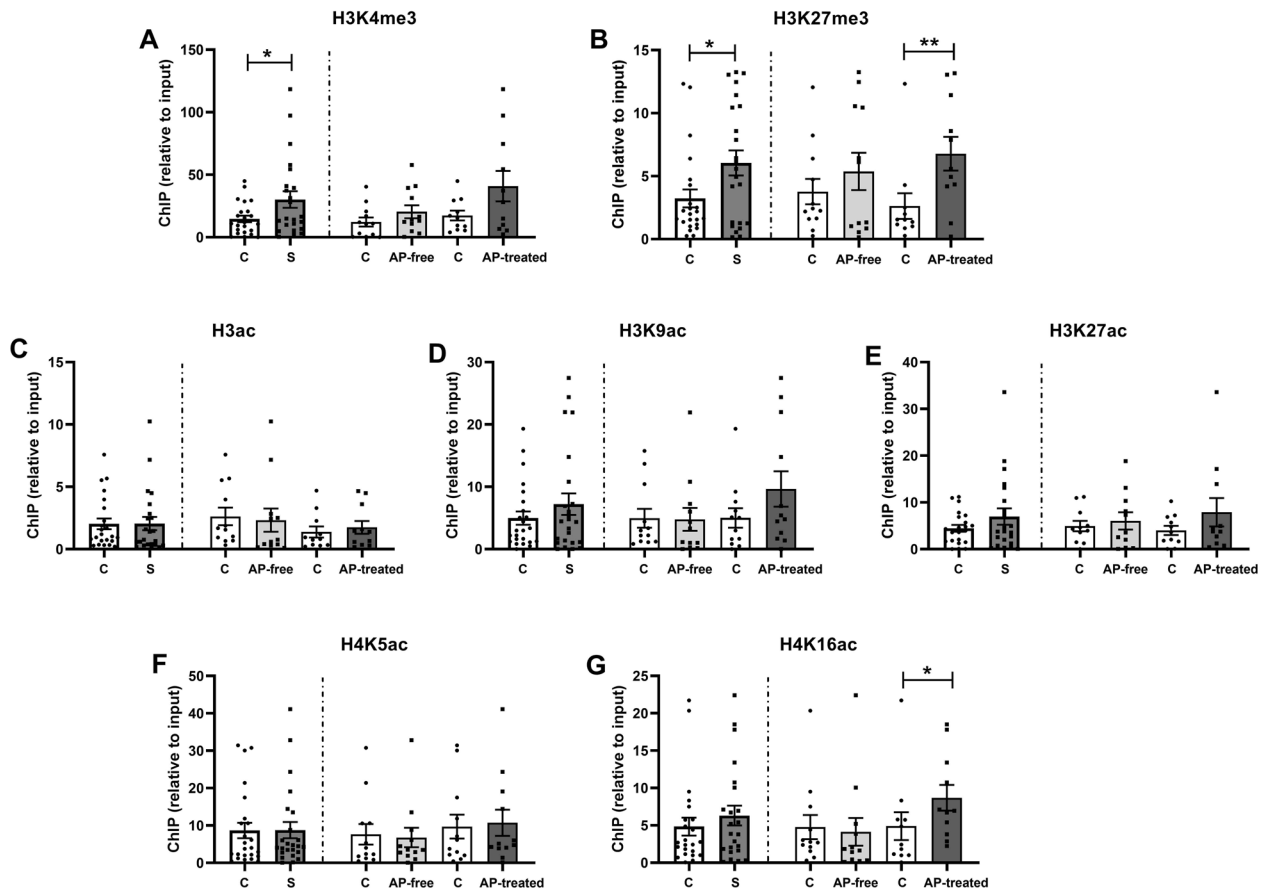 H3K4me3
A
*
ChIP (relative to input)
150
100
50
0
C S C AP-free C AP-treated
H3K27me3
B
* **
ChIP (relative to input)
15
10
5
0
C S C AP-free C AP-treated
H3ac
C
ChIP (relative to input)
15
10
5
0
C S C AP-free C AP-treated
H3K9ac
D
ChIP (relative to input)
30
20
10
0
C S C AP-free C AP-treated
H3K27ac
E
ChIP (relative to input)
40
30
20
10
0
C S C AP-free C AP-treated
H4K5ac
F
ChIP (relative to input)
50
40
30
20
10
0
C S C AP-free C AP-treated
H4K16ac
G
*
ChIP (relative to input)
25
20
15
10
5
0
C S C AP-free C AP-treated